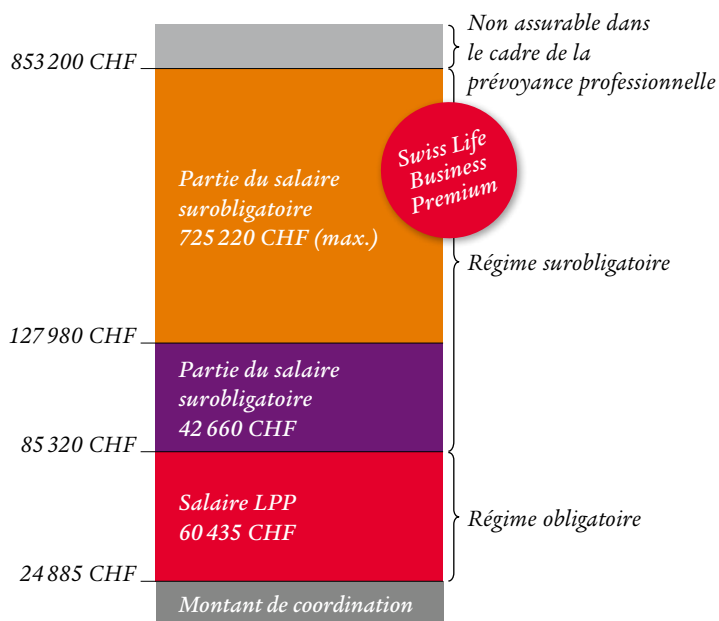 Non assurable dans
le cadre de la
prévoyance professionnelle
853 200 CHF
Swiss Life
Business
Premium
Partie du salaire
surobligatoire
725 220 CHF (max.)
Régime surobligatoire
127 980 CHF
Partie du salaire
surobligatoire
42 660 CHF
85 320 CHF
Salaire LPP
60 435 CHF
Régime obligatoire
24 885 CHF
Montant de coordination